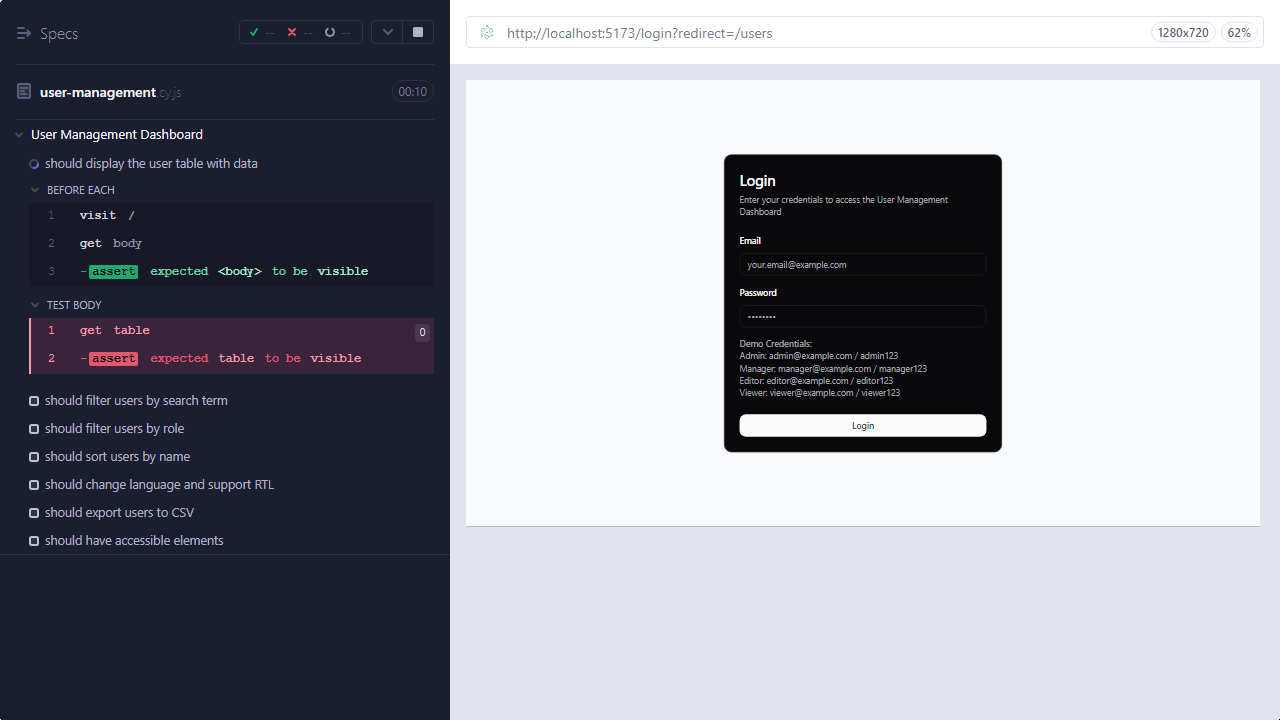 Specs
-- -- --
user-management.cy.js
00:10
User Management Dashboard
should display the user table with data
BEFORE EACH
1 visit /
2 get body
3 -assert expected <body> to be visible
TEST BODY
1 get table 0
2 -assert expected table to be visible
should filter users by search term
should filter users by role
should sort users by name
should change language and support RTL
should export users to CSV
should have accessible elements
http://localhost:5173/login?redirect=/users
1280x720
62%
Login
Enter your credentials to access the User Management
Dashboard
Email
your.email@example.com
Password
••••••••
Demo Credentials:
Admin: admin@example.com / admin123
Manager: manager@example.com / manager123
Editor: editor@example.com / editor123
Viewer: viewer@example.com / viewer123
Login